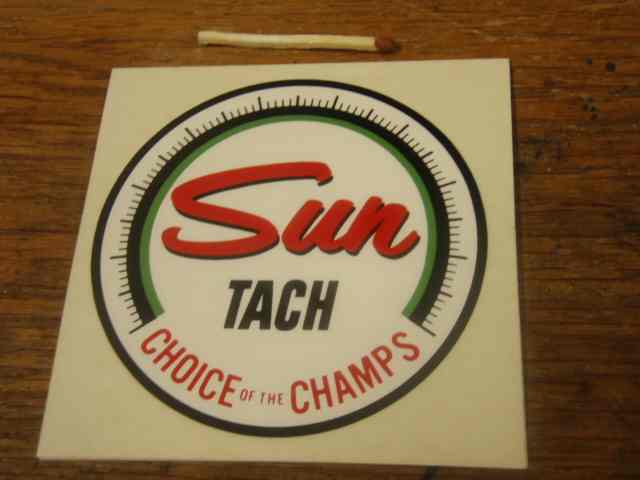 Sun
TACH
CHOICE OF THE CHAMPS